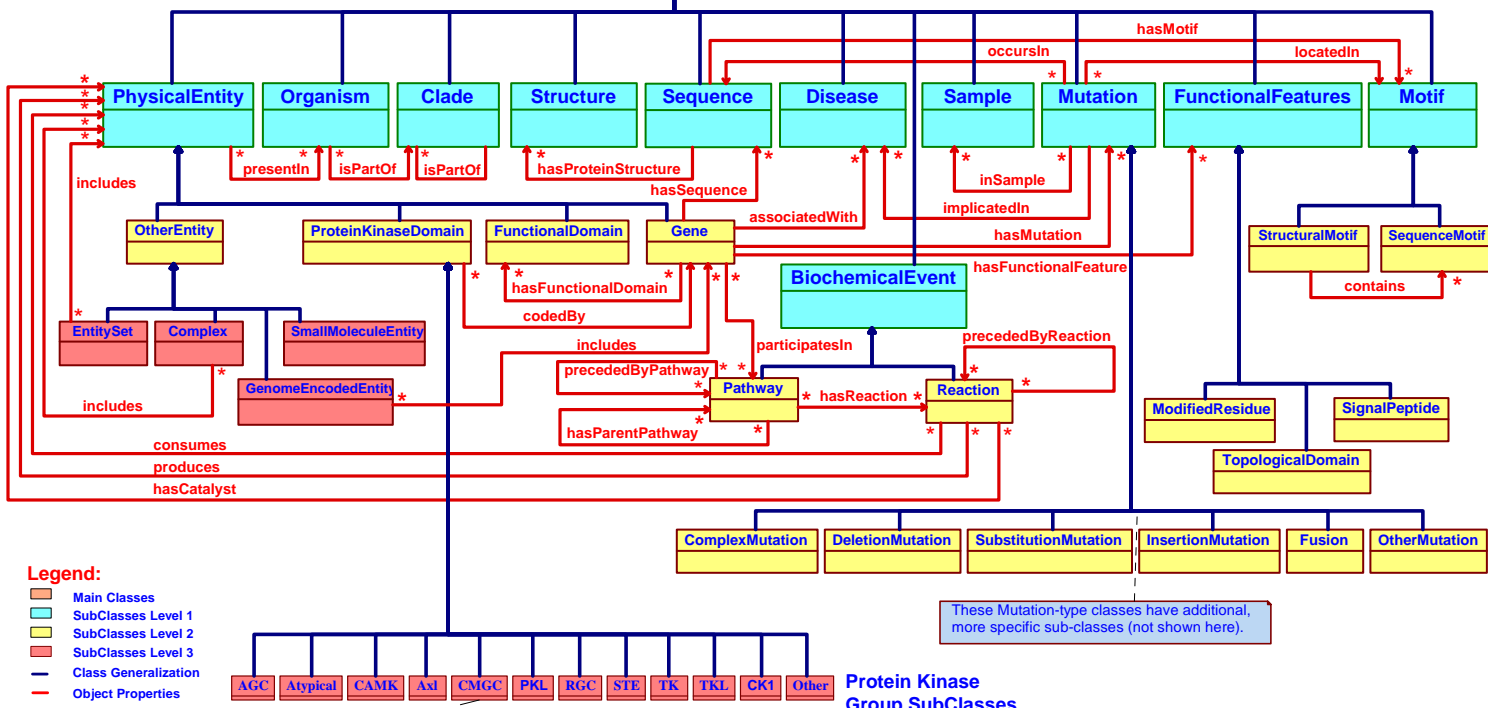 hasMotif
occursIn
locatedIn
PhysicalEntity
Organism
Clade
Structure
Sequence
Disease
Sample
Mutation
FunctionalFeatures
Motif
presentIn
isPartOf
isPartOf
hasProteinStructure
inSample
includes
hasSequence
associatedWith
implicatedIn
hasMutation
hasFunctionalFeature
OtherEntity
ProteinKinaseDomain
FunctionalDomain
Gene
StructuralMotif
SequenceMotif
contains
BiochemicalEvent
hasFunctionalDomain
codedBy
EntitySet
Complex
SmallMoleculeEntity
includes
participatesIn
precededByReaction
precededByPathway
GenomeEncodedEntity
Pathway
hasReaction
Reaction
includes
hasParentPathway
ModifiedResidue
SignalPeptide
TopologicalDomain
consumes
produces
hasCatalyst
ComplexMutation
DeletionMutation
SubstitutionMutation
InsertionMutation
Fusion
OtherMutation
These Mutation-type classes have additional,
more specific sub-classes (not shown here).
Legend:
Main Classes
SubClasses Level 1
SubClasses Level 2
SubClasses Level 3
Class Generalization
Object Properties
AGC
Atypical
CAMK
Axl
CMGC
PKL
RGC
STE
TK
TKL
CK1
Other
Protein Kinase
Group SubClasses